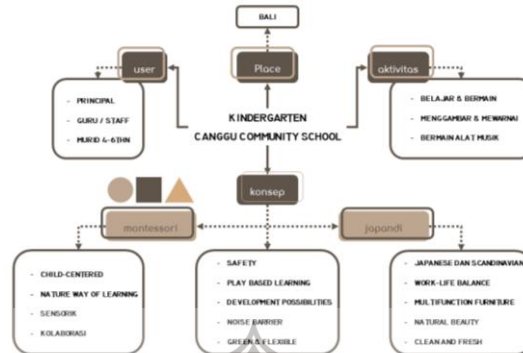 BALI
user
Place
aktivitas
- PRINCIPAL
- GURU / STAFF
- MURID 4-6THN
KINDERGARTEN
CANGGU COMMUNITY SCHOOL
- BELAJAR & BERMAIN
- MENGGAMBAR & MEWARNAI
- BERMAIN ALAT MUSIK
konsep
montessori
japandi
- CHILD-CENTERED
- NATURE WAY OF LEARNING
- SENSORIK
- KOLABORASI
- SAFETY
- PLAY BASED LEARNING
- DEVELOPMENT POSSIBILITIES
- NOISE BARRIER
- GREEN & FLEXIBLE
- JAPANESE DAN SCANDINAVIAN
- WORK-LIFE BALANCE
- MULTIFUNCTION FURNITURE
- NATURAL BEAUTY
- CLEAN AND FRESH